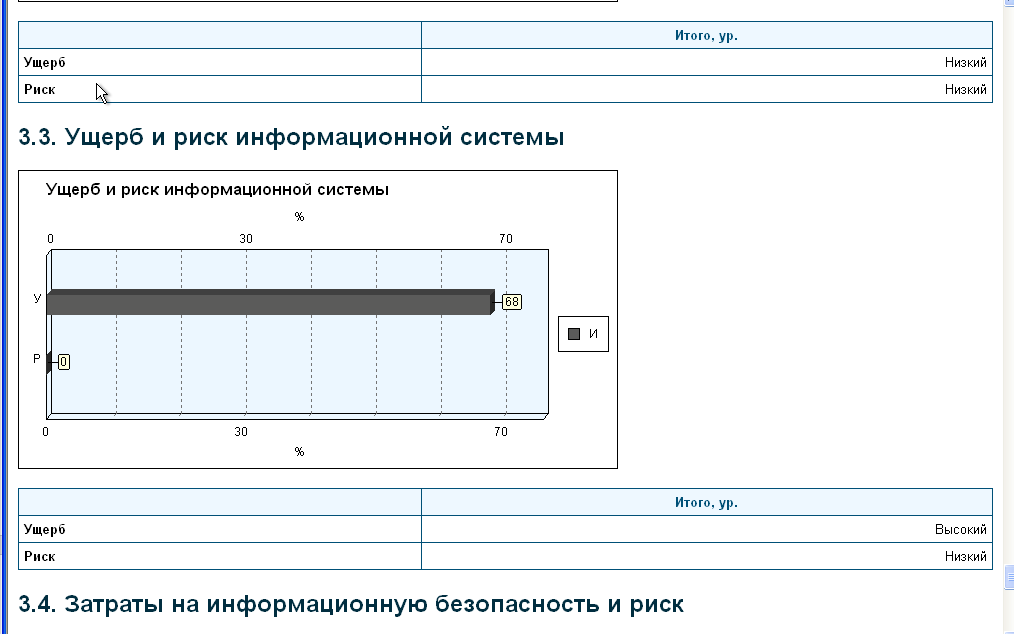 Итого, ур.
Ущерб Низкий
Риск Низкий
3.3. Ущерб и риск информационной системы
Ущерб и риск информационной системы
%
0 30 70
У 68
И
Р 0
0 30 70
%
Итого, ур.
Ущерб Высокий
Риск Низкий
3.4. Затраты на информационную безопасность и риск